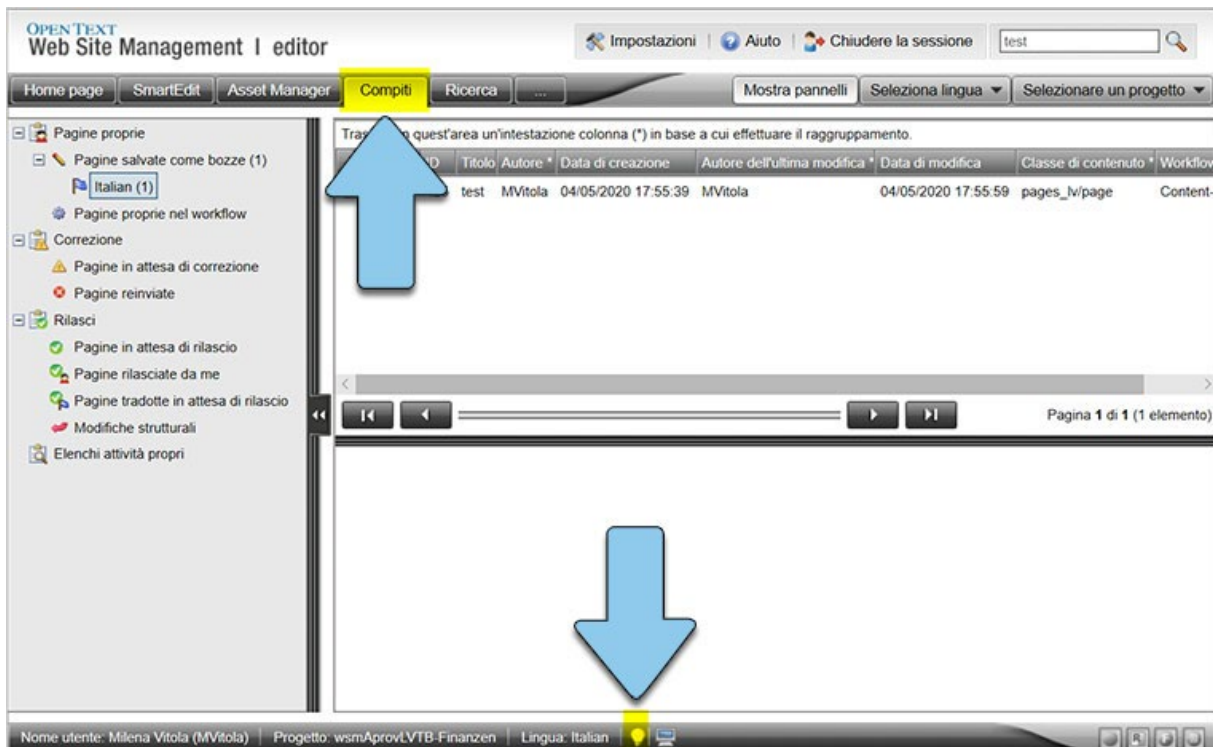 OPEN TEXT
Web Site Management | editor
Impostazioni | Aiuto | Chiudere la sessione test
Home page SmartEdit Asset Manager Compiti Ricerca ... Mostra pannelli Seleziona lingua Selezionare un progetto
Pagine proprie
Pagine salvate come bozze (1)
Italian (1)
Pagine proprie nel workflow
Correzione
Pagine in attesa di correzione
Pagine reinviate
Rilasci
Pagine in attesa di rilascio
Pagine rilasciate da me
Pagine tradotte in attesa di rilascio
Modifiche strutturali
Elenchi attività propri
quest'area un'intestazione colonna (*) in base a cui effettuare il raggruppamento.
Titolo Autore * Data di creazione Autore dell'ultima modifica * Data di modifica Classe di contenuto * Workflow
test MVitola 04/05/2020 17:55:39 MVitola 04/05/2020 17:55:59 pages_lv/page Content-
Pagina 1 di 1 (1 elemento)
Nome utente: Milena Vitola (MVitola) | Progetto: wsmAprovLVTB-Finanzen | Lingua: Italian